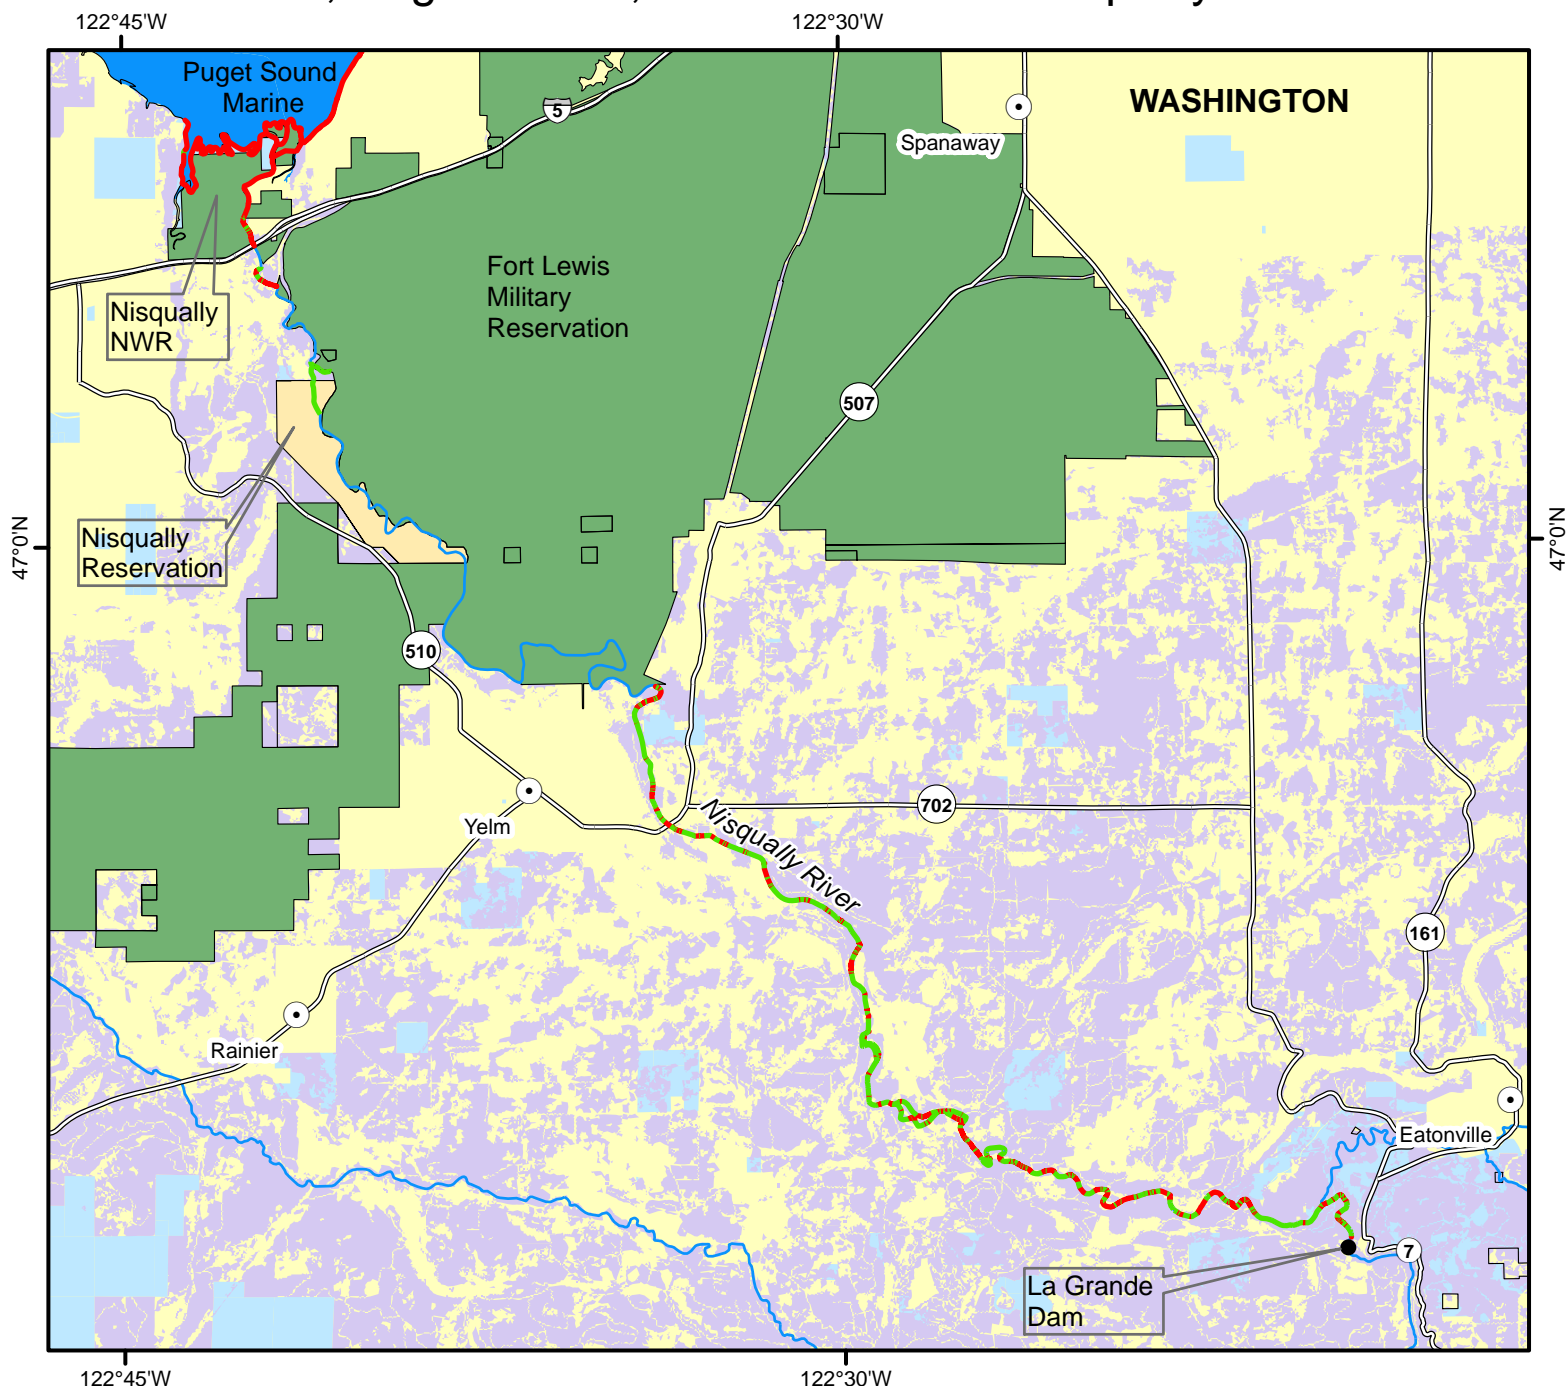 122°45'W
122°30'W
Puget Sound
Marine
5
WASHINGTON
Spanaway
Fort Lewis
Military
Reservation
Nisqually
NWR
507
47°0'N
47°0'N
Nisqually
Reservation
510
702
Nisqually River
Yelm
161
Rainier
Eatonville
7
La Grande
Dam
122°45'W
122°30'W